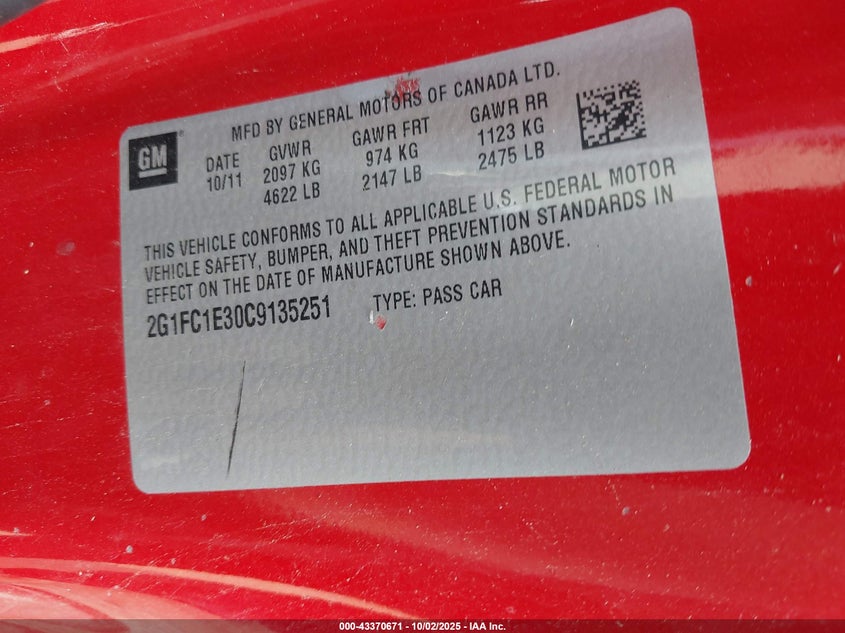 MFD BY GENERAL MOTORS OF CANADA LTD.
GM®
DATE GVWR GAWR FRT GAWR RR
10/11 2097 KG 974 KG 1123 KG
4622 LB 2147 LB 2475 LB
THIS VEHICLE CONFORMS TO ALL APPLICABLE U.S. FEDERAL MOTOR
VEHICLE SAFETY, BUMPER, AND THEFT PREVENTION STANDARDS IN
EFFECT ON THE DATE OF MANUFACTURE SHOWN ABOVE.
2G1FC1E30C9135251 TYPE: PASS CAR
000-43370671 - 10/02/2025 - IAA Inc.